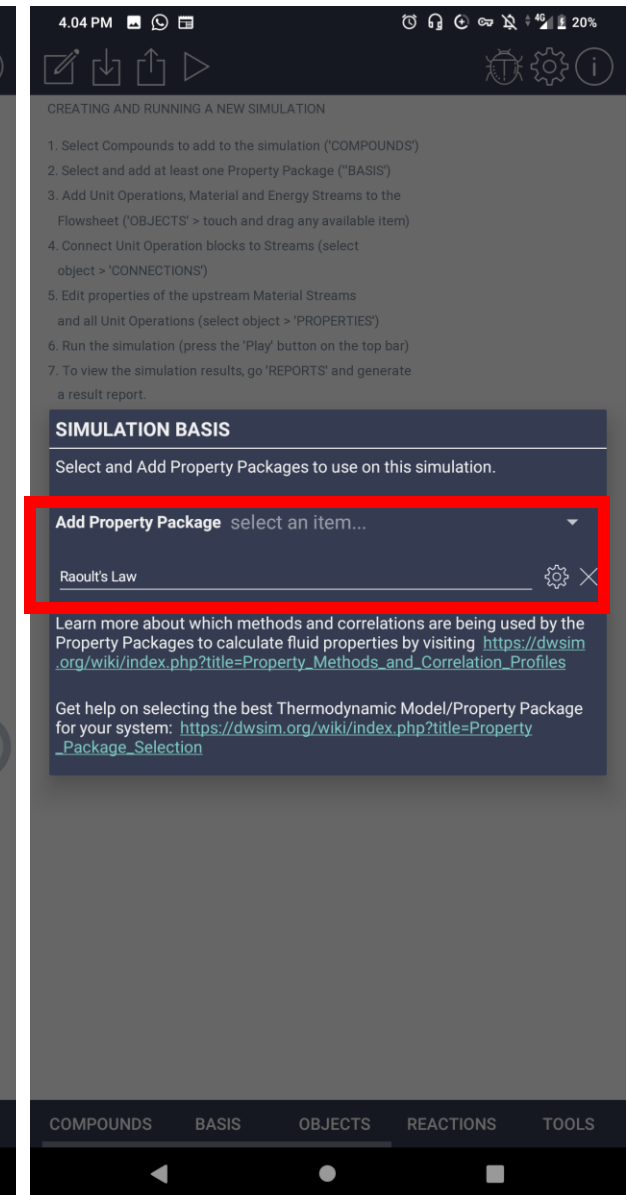 4.04 PM
4G
20%
CREATING AND RUNNING A NEW SIMULATION
1. Select Compounds to add to the simulation ('COMPOUNDS')
2. Select and add at least one Property Package ("BASIS')
3. Add Unit Operations, Material and Energy Streams to the
Flowsheet ('OBJECTS' > touch and drag any available item)
4. Connect Unit Operation blocks to Streams (select
object > 'CONNECTIONS')
5. Edit properties of the upstream Material Streams
and all Unit Operations (select object > 'PROPERTIES')
6. Run the simulation (press the 'Play' button on the top bar)
7. To view the simulation results, go 'REPORTS' and generate
a result report.
SIMULATION BASIS
Select and Add Property Packages to use on this simulation.
Add Property Package select an item...
Raoult's Law
Learn more about which methods and correlations are being used by the
Property Packages to calculate fluid properties by visiting https://dwsim
.org/wiki/index.php?title=Property_Methods_and_Correlation_Profiles
Get help on selecting the best Thermodynamic Model/Property Package
for your system: https://dwsim.org/wiki/index.php?title=Property
_Package_Selection
COMPOUNDS BASIS OBJECTS REACTIONS TOOLS